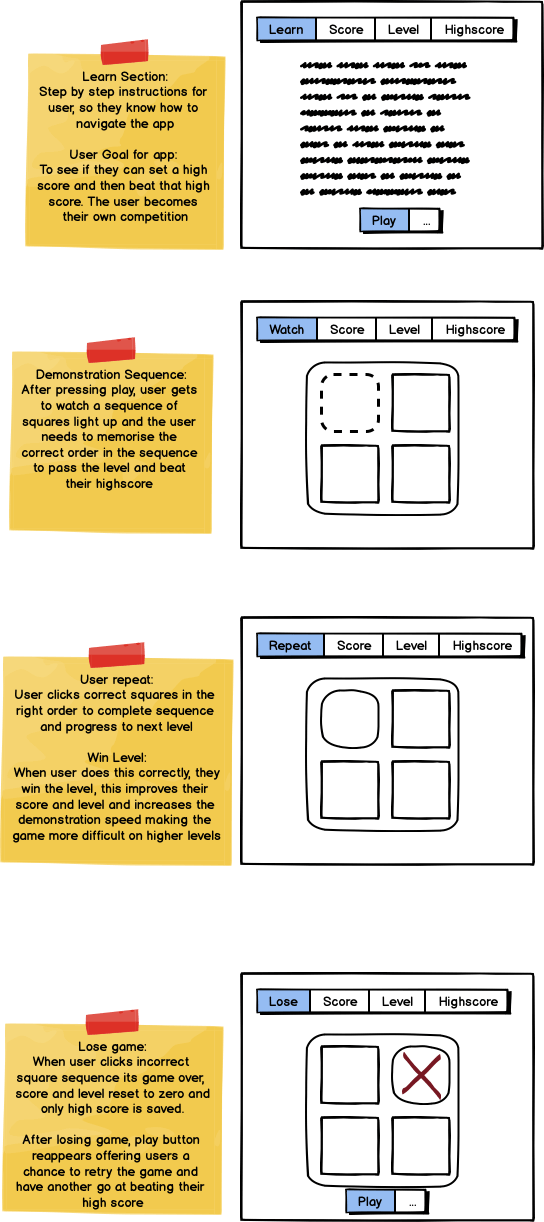 Learn Score Level Highscore
Learn Section:
Step by step instructions for
user, so they know how to
navigate the app
User Goal for app:
To see if they can set a high
score and then beat that high
score. The user becomes
their own competition
Play ...
Watch Score Level Highscore
Demonstration Sequence:
After pressing play, user gets
to watch a sequence of
squares light up and the user
needs to memorise the
correct order in the sequence
to pass the level and beat
their highscore
Repeat Score Level Highscore
User repeat:
User clicks correct squares in the
right order to complete sequence
and progress to next level
Win Level:
When user does this correctly, they
win the level, this improves their
score and level and increases the
demonstration speed making the
game more difficult on higher levels
Lose Score Level Highscore
Lose game:
When user clicks incorrect
square sequence its game over,
score and level reset to zero and
only high score is saved.
After losing game, play button
reappears offering users a
chance to retry the game and
have another go at beating their
high score
Play ...